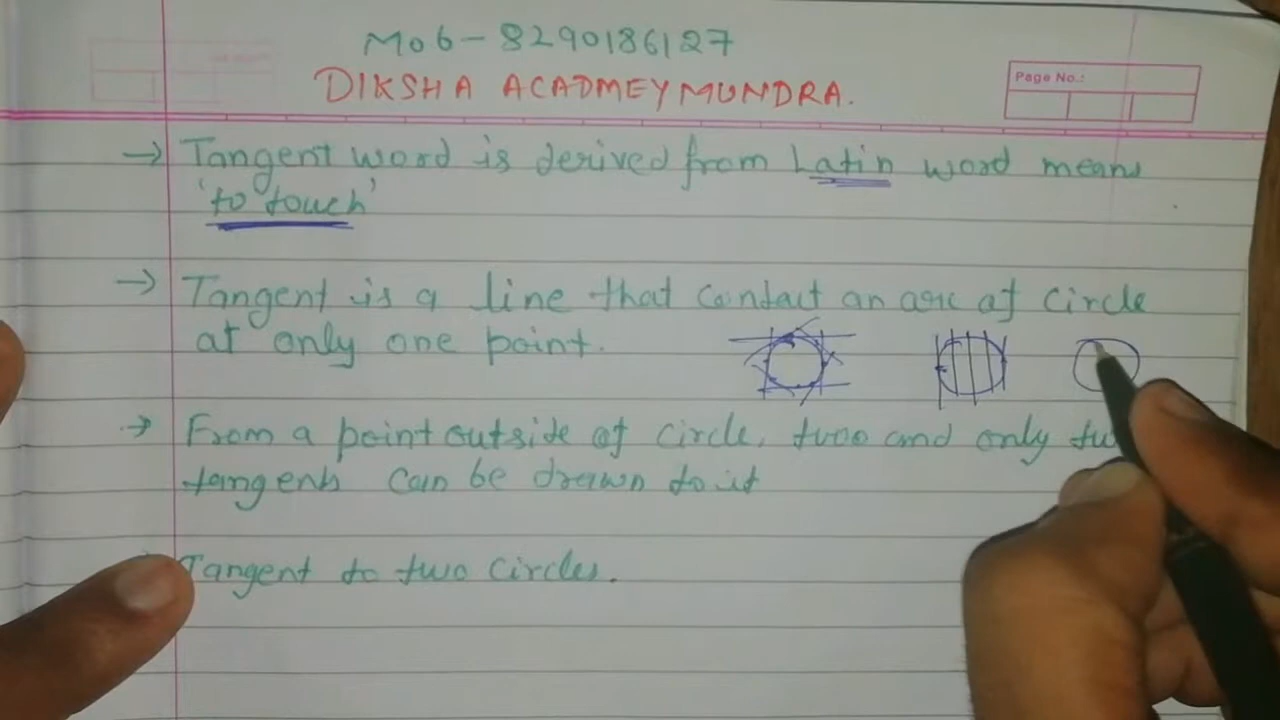 Mob - 8290186127
DIKSHA ACADMEY MUNDRA.
Page No.:
→ Tangent word is derived from Latin word means
'to touch'
→ Tangent is a line that contact an arc of circle
at only one point.
→ From a point outside of circle, two and only
tangents can be drawn to it
Tangent to two circles.